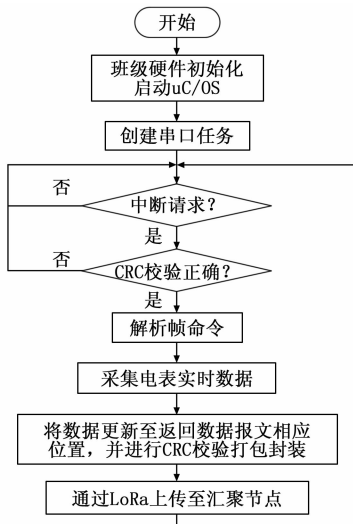 开始
班级硬件初始化
启动uC/OS
创建串口任务
否
中断请求？
是
否
CRC校验正确？
是
解析帧命令
采集电表实时数据
将数据更新至返回数据报文相应
位置，并进行CRC校验打包封装
通过LoRa上传至汇聚节点